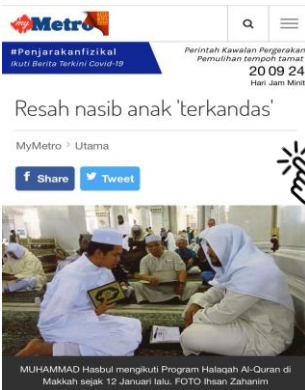 myMetro
#Penjarakanfizikal
Ikuti Berita Terkini Covid-19
Perintah Kawalan Pergerakan
Pemulihan tempoh tamat
20 09 24
Hari Jam Minit
Resah nasib anak 'terkandas'
MyMetro > Utama
f Share
Tweet
MUHAMMAD Hasbul mengikuti Program Halaqah Al-Quran di
Makkah sejak 12 Januari lalu. FOTO Ihsan Zahanim